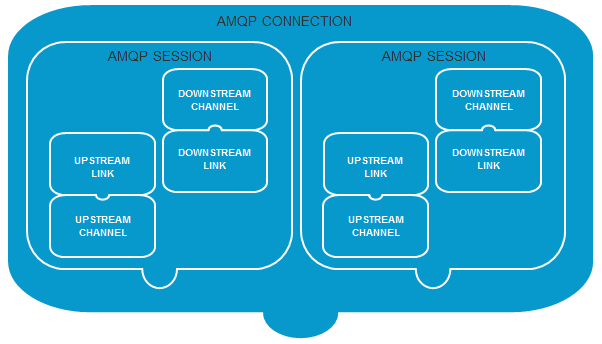 AMQP CONNECTION
AMQP SESSION
DOWNSTREAM
CHANNEL
UPSTREAM
LINK
DOWNSTREAM
LINK
UPSTREAM
CHANNEL
AMQP SESSION
DOWNSTREAM
CHANNEL
UPSTREAM
LINK
DOWNSTREAM
LINK
UPSTREAM
CHANNEL